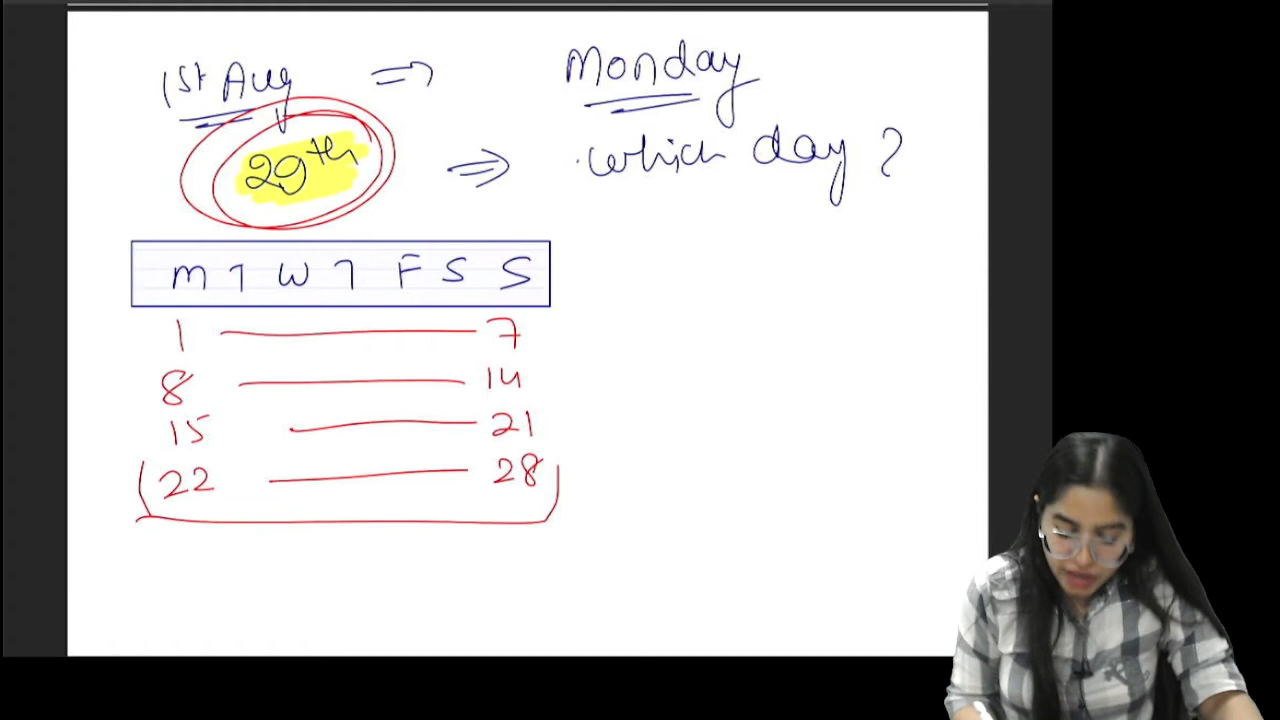 1st Aug ⇒ Monday
29th ⇒ which day ?
M T W T F S S
1 7
8 14
15 21
22 28